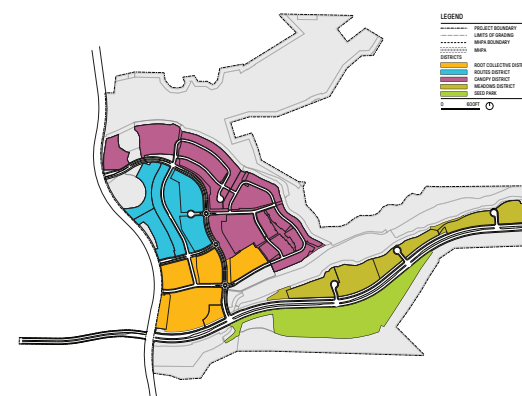 LEGEND
PROJECT BOUNDARY
LIMITS OF GRADING
MHPA BOUNDARY
MHPA
DISTRICTS
ROOT COLLECTIVE DISTRI
ROUTES DISTRICT
CANOPY DISTRICT
MEADOWS DISTRICT
SEED PARK
0 600FT